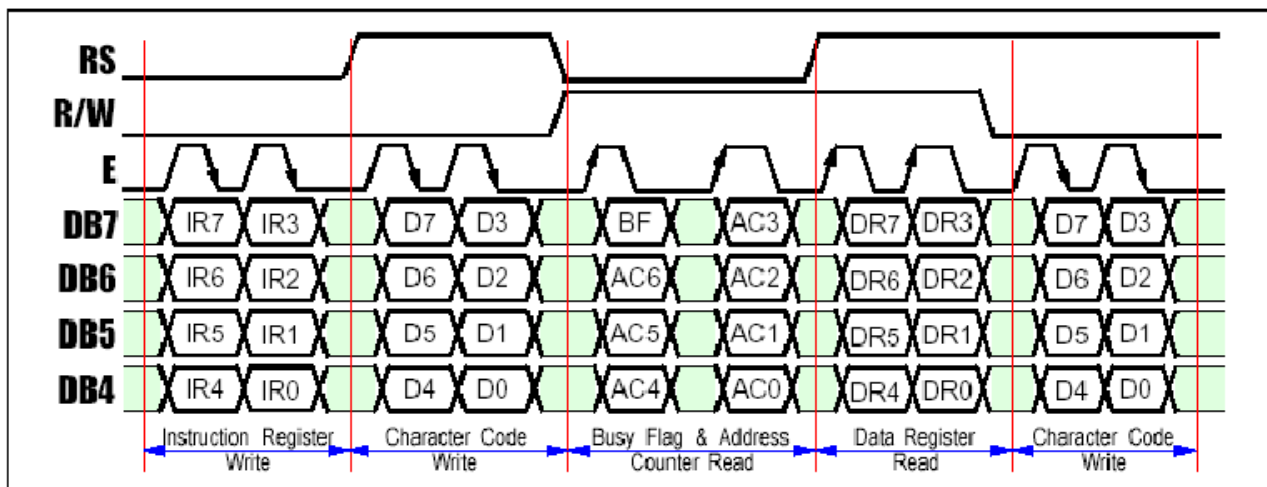 RS
R/W
E
DB7 IR7 IR3 D7 D3 BF AC3 DR7 DR3 D7 D3
DB6 IR6 IR2 D6 D2 AC6 AC2 DR6 DR2 D6 D2
DB5 IR5 IR1 D5 D1 AC5 AC1 DR5 DR1 D5 D1
DB4 IR4 IR0 D4 D0 AC4 AC0 DR4 DR0 D4 D0
Instruction Register Character Code Busy Flag & Address Data Register Character Code
Write Write Counter Read Read Write